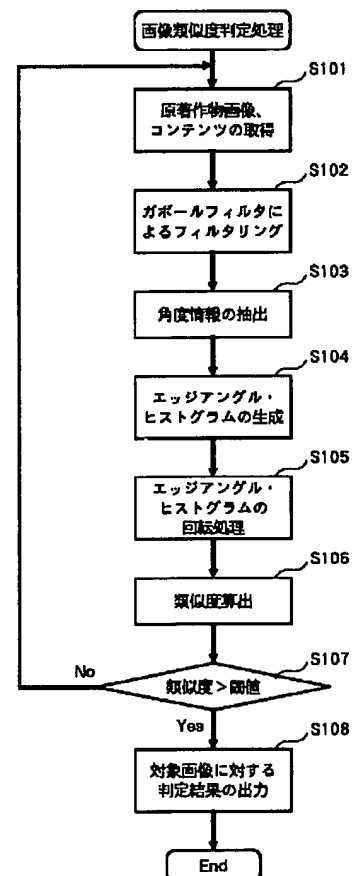 画像類似度判定処理
S101
原著作物画像、
コンテンツの取得
S102
ガボールフィルタに
よるフィルタリング
S103
角度情報の抽出
S104
エッジアングル・
ヒストグラムの生成
S105
エッジアングル・
ヒストグラムの
回転処理
S106
類似度算出
S107
No
類似度＞閾値
Yes
S108
対象画像に対する
判定結果の出力
End